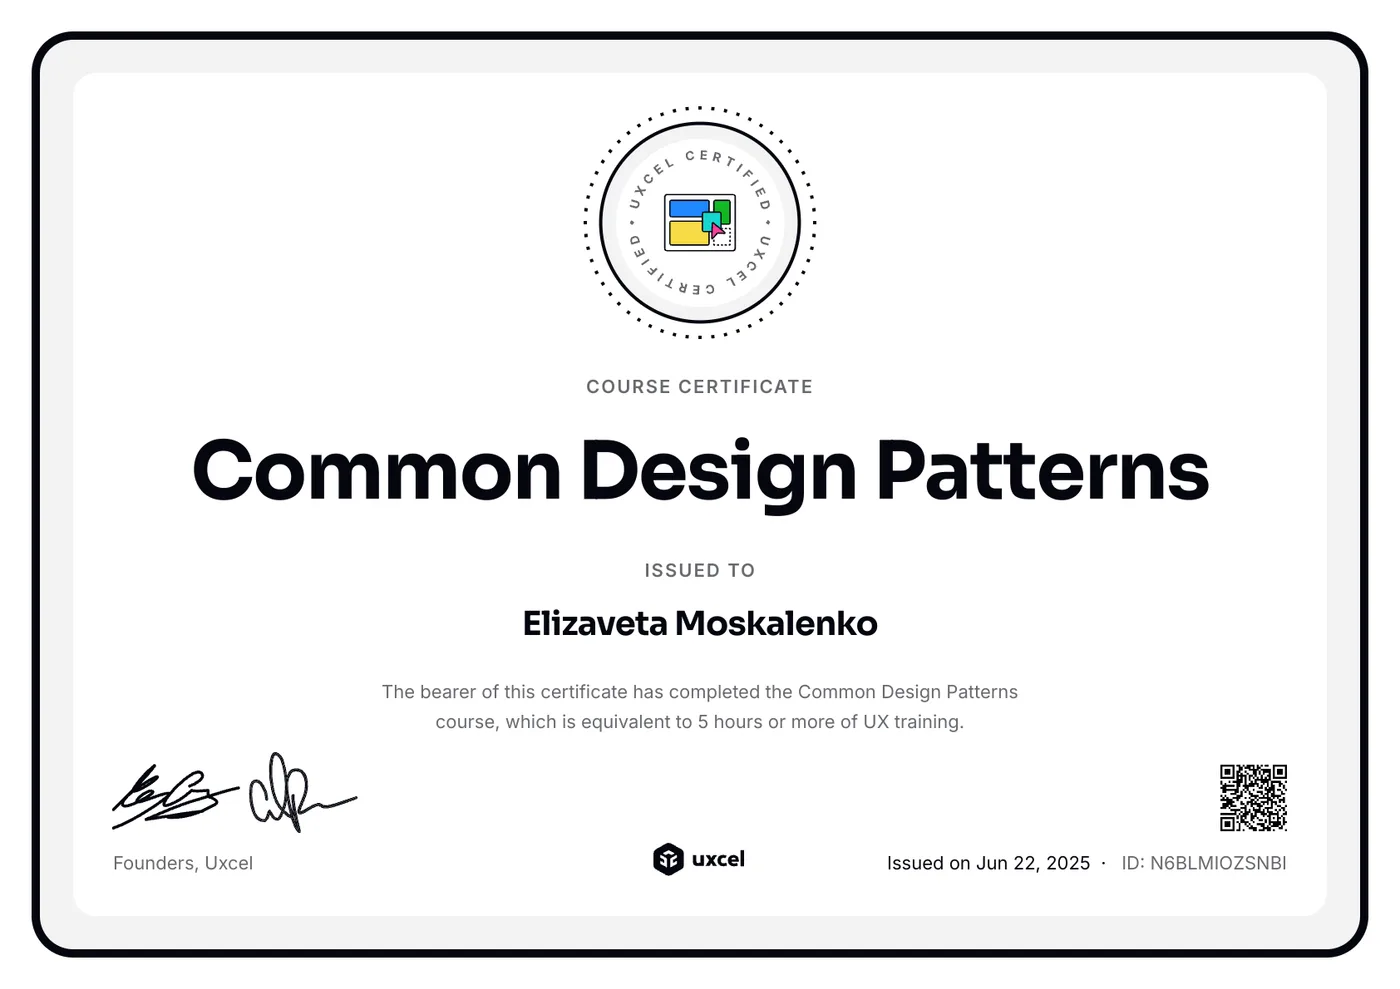 UXCEL CERTIFIED • UXCEL CERTIFIED •
COURSE CERTIFICATE
Common Design Patterns
ISSUED TO
Elizaveta Moskalenko
The bearer of this certificate has completed the Common Design Patterns
course, which is equivalent to 5 hours or more of UX training.
Founders, Uxcel
uxcel
Issued on Jun 22, 2025 · ID: N6BLMIOZSNBI